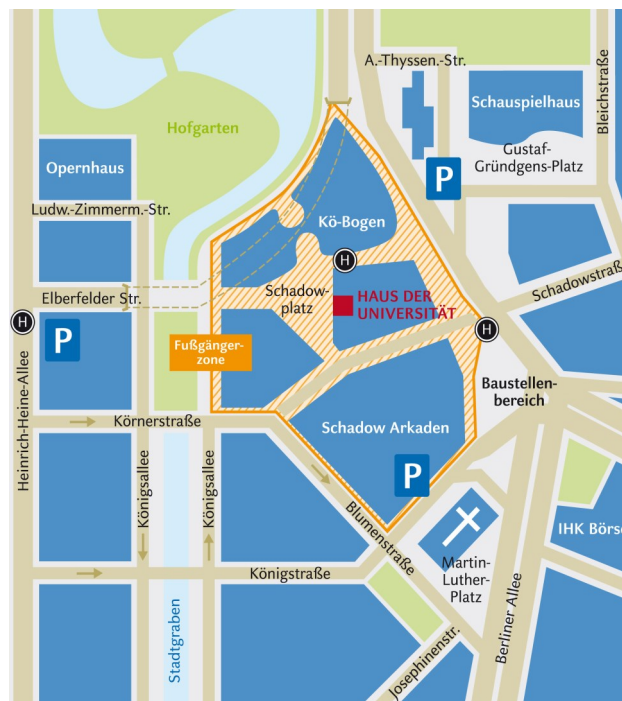 A.-Thyssen.-Str.
Schauspielhaus
Bleichstraße
Hofgarten
Gustaf-
Gründgens-Platz
Opernhaus
P
Ludw.-Zimmerm.-Str.
Kö-Bogen
H
Elberfelder Str.
Schadow-
platz
HAUS DER
UNIVERSITÄT
Schadowstraß
H
H
P
Fußgänger-
zone
Heinrich-Heine-Allee
Baustellen-
bereich
Körnerstraße
Schadow Arkaden
P
Königsallee
Königsallee
Blumenstraße
IHK Börs
Martin-
Luther-
Platz
Königstraße
Stadtgraben
Josephinenstr.
Berliner Allee